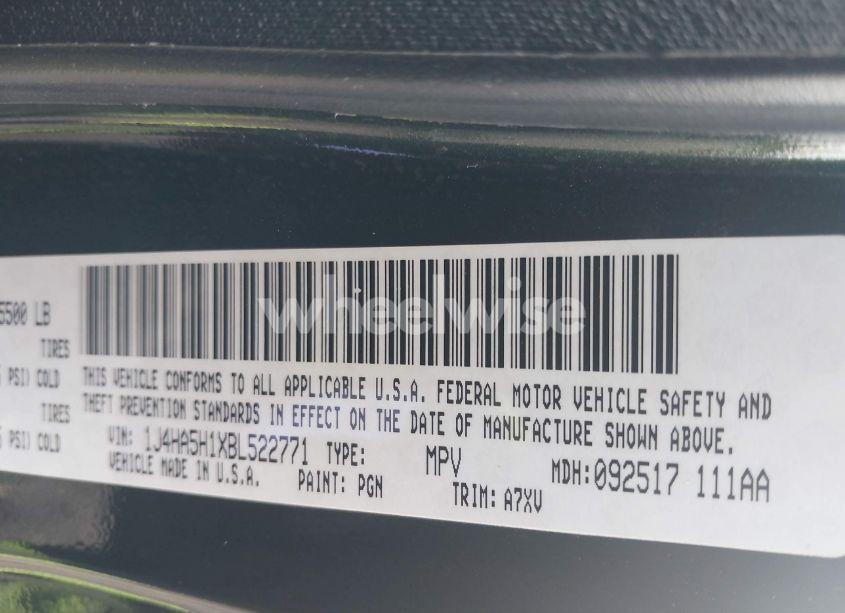 5500 LB
TIRES
PSI) COLD
TIRES
PSI) COLD
wheelwise
THIS VEHICLE CONFORMS TO ALL APPLICABLE U.S.A. FEDERAL MOTOR VEHICLE SAFETY AND
THEFT PREVENTION STANDARDS IN EFFECT ON THE DATE OF MANUFACTURE SHOWN ABOVE.
VIN: 1J4HA5H1XBL522771 TYPE: MPV MDH:092517 111AA
VEHICLE MADE IN U.S.A. PAINT: PGN TRIM: A7XV